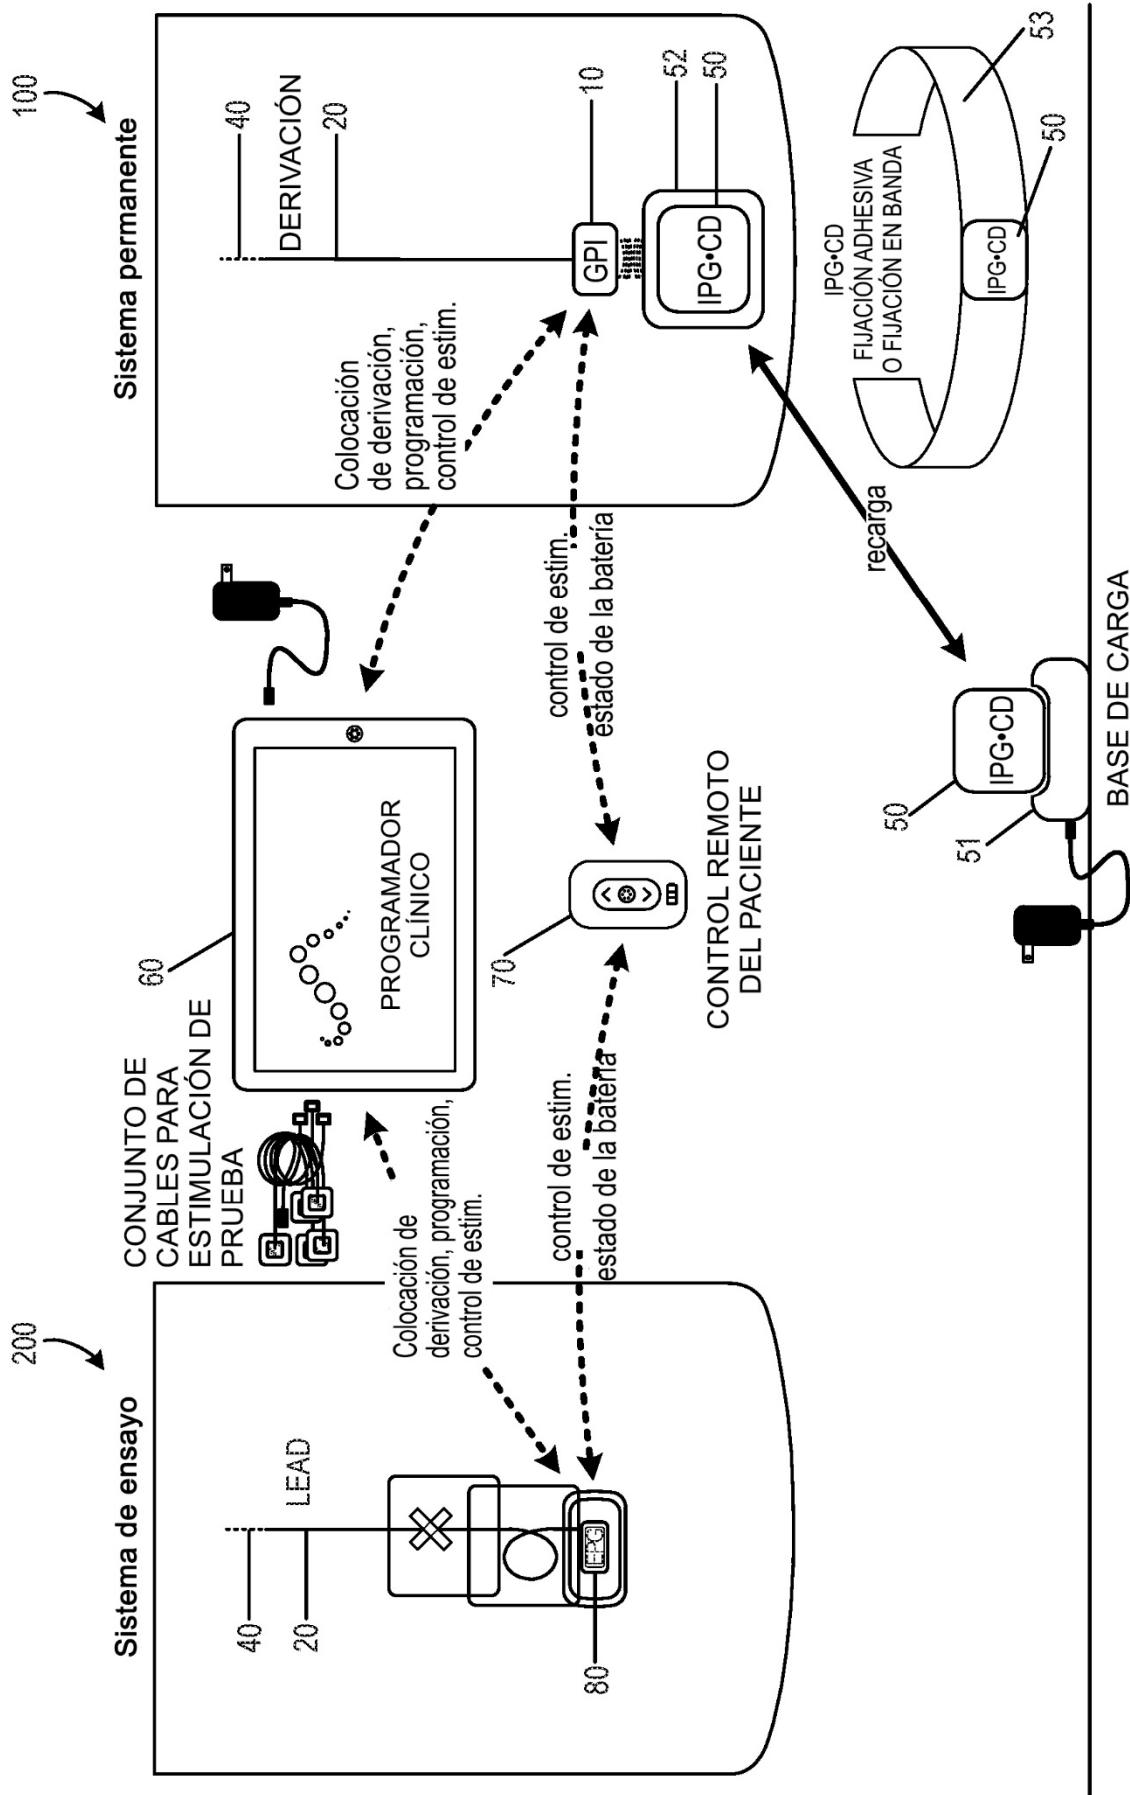 200
Sistema de ensayo
40
20
LEAD
80
EPG
Colocación de
derivación, programación,
control de estim.
control de estim.
estado de la batería
CONJUNTO DE
CABLES PARA
ESTIMULACIÓN DE
PRUEBA
60
PROGRAMADOR
CLÍNICO
70
CONTROL REMOTO
DEL PACIENTE
100
Sistema permanente
40
DERIVACIÓN
20
Colocación
de derivación,
programación,
control de estim.
control de estim.
estado de la batería
GPI
10
IPG•CD
52
50
recarga
50
IPG•CD
51
BASE DE CARGA
IPG•CD
FIJACIÓN ADHESIVA
O FIJACIÓN EN BANDA
IPG•CD
53
50